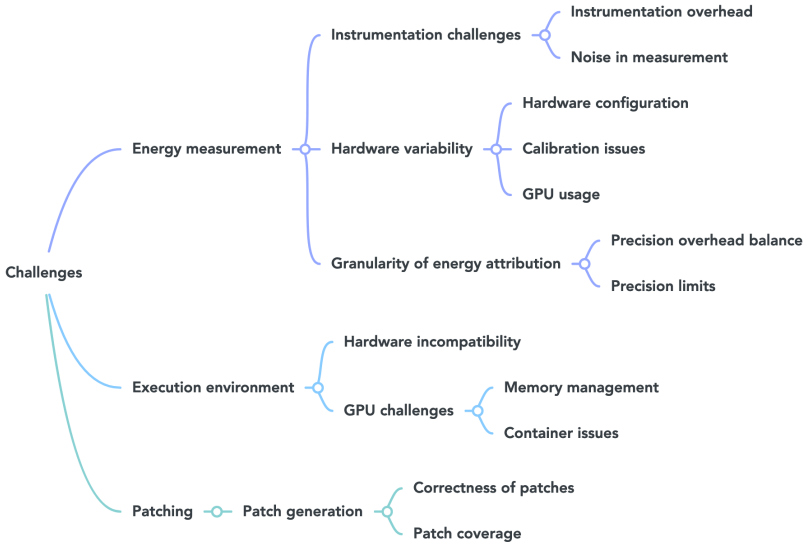 Challenges
Energy measurement
Instrumentation challenges
Instrumentation overhead
Noise in measurement
Hardware variability
Hardware configuration
Calibration issues
GPU usage
Granularity of energy attribution
Precision overhead balance
Precision limits
Execution environment
Hardware incompatibility
GPU challenges
Memory management
Container issues
Patching
Patch generation
Correctness of patches
Patch coverage